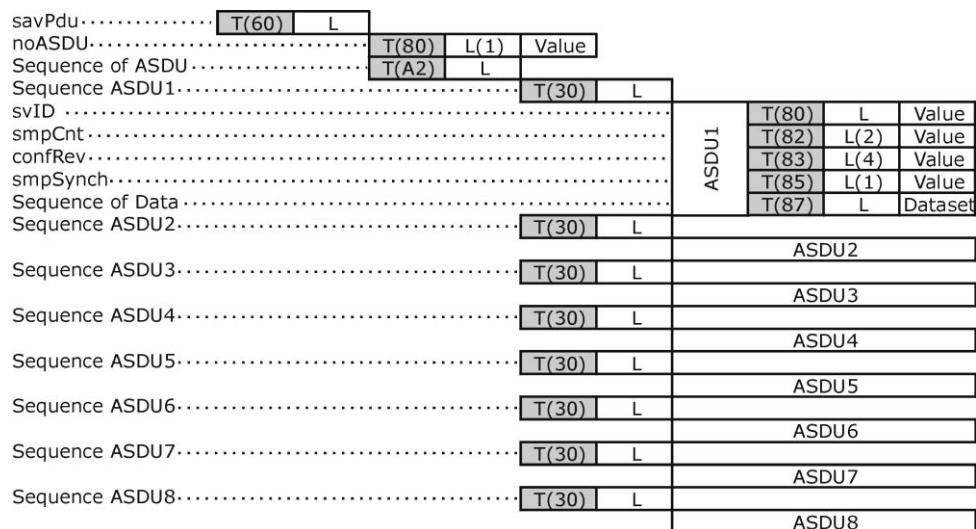 savPdu T(60) L
noASDU T(80) L(1) Value
Sequence of ASDU T(A2) L
Sequence ASDU1 T(30) L
ASDU1
svID T(80) L Value
smpCnt T(82) L(2) Value
confRev T(83) L(4) Value
smpSynch T(85) L(1) Value
Sequence of Data T(87) L Dataset
Sequence ASDU2 T(30) L
ASDU2
Sequence ASDU3 T(30) L
ASDU3
Sequence ASDU4 T(30) L
ASDU4
Sequence ASDU5 T(30) L
ASDU5
Sequence ASDU6 T(30) L
ASDU6
Sequence ASDU7 T(30) L
ASDU7
Sequence ASDU8 T(30) L
ASDU8